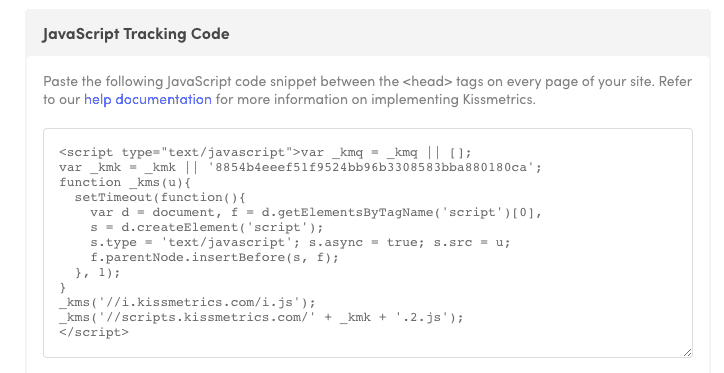 JavaScript Tracking Code
Paste the following JavaScript code snippet between the <head> tags on every page of your site. Refer
to our help documentation for more information on implementing Kissmetrics.
<script type="text/javascript">var _kmq = _kmq || [];
var _kmk = _kmk || '8854b4eeef51f9524bb96b3308583bba880180ca';
function _kms(u){
  setTimeout(function(){
    var d = document, f = d.getElementsByTagName('script')[0],
    s = d.createElement('script');
    s.type = 'text/javascript'; s.async = true; s.src = u;
    f.parentNode.insertBefore(s, f);
  }, 1);
}
_kms('//i.kissmetrics.com/i.js');
_kms('//scripts.kissmetrics.com/' + _kmk + '.2.js');
</script>